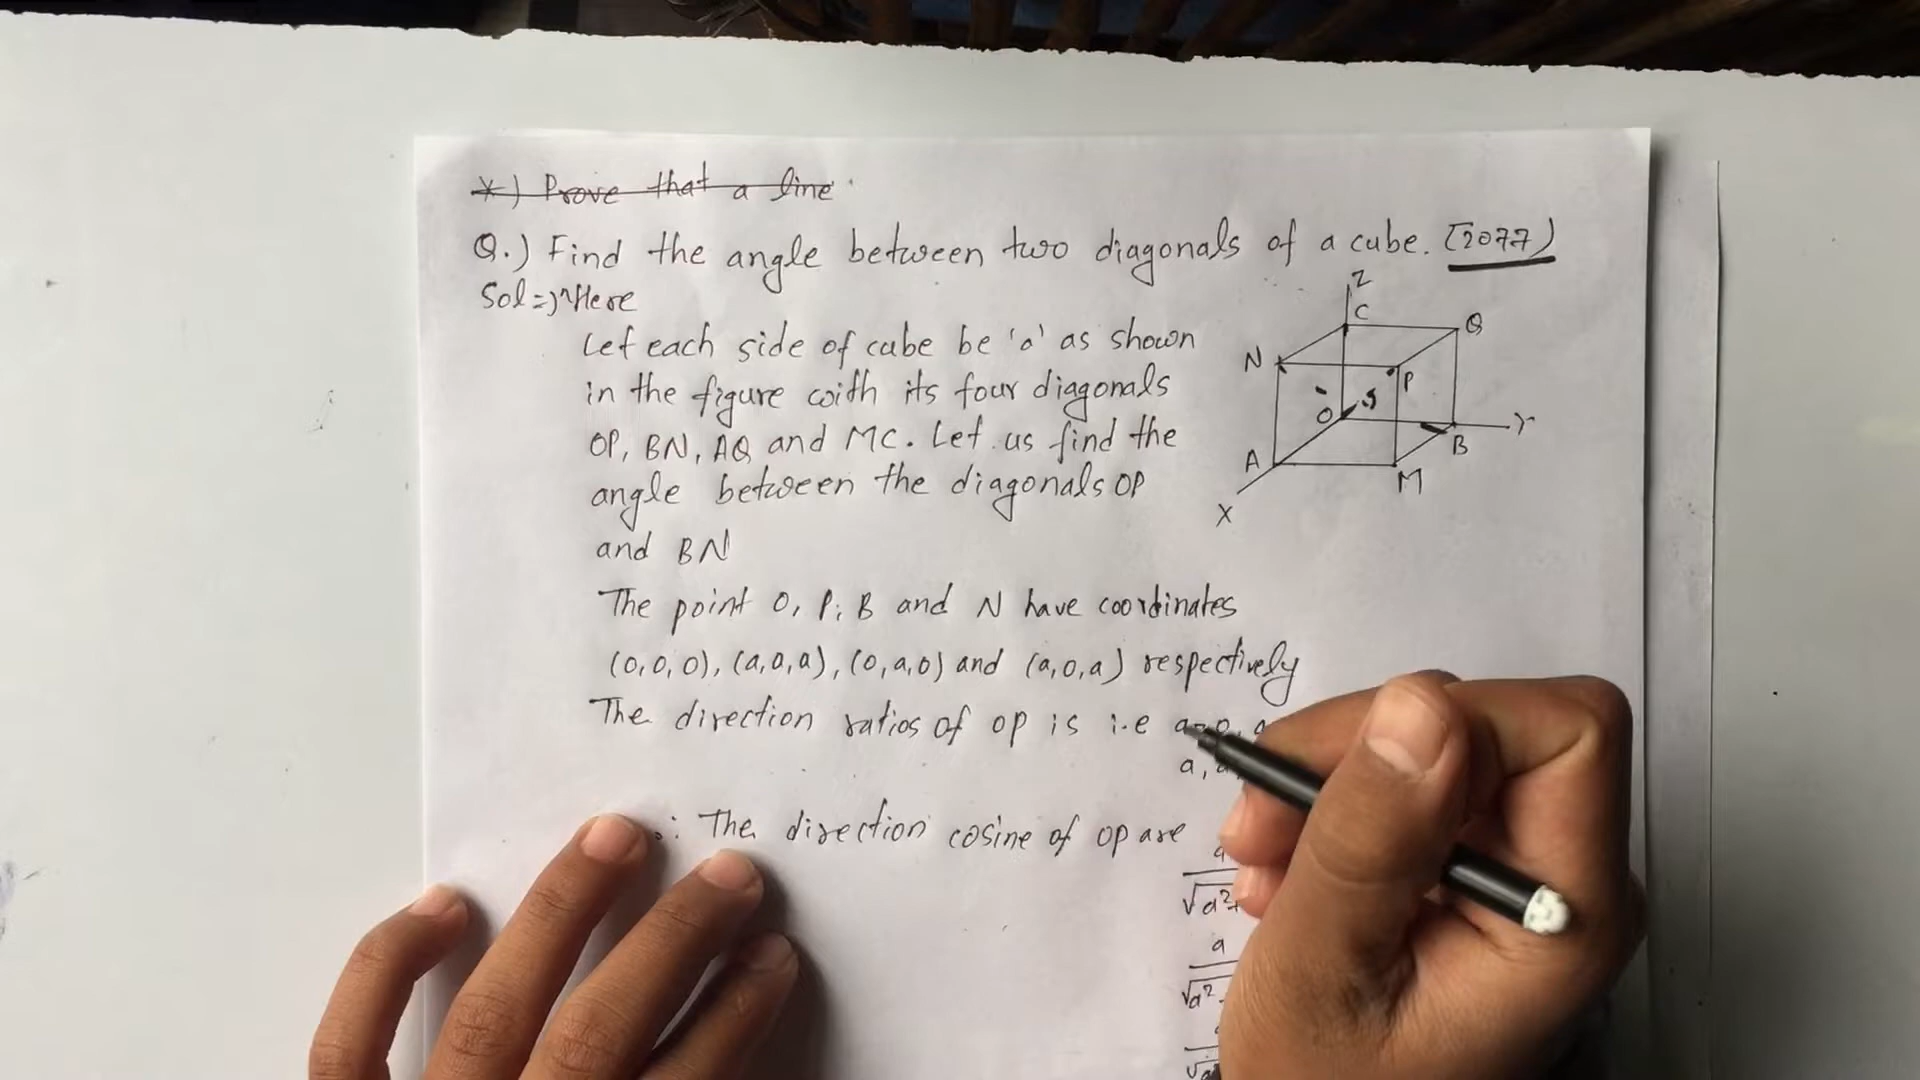 *) Prove that a line
Q.) Find the angle between two diagonals of a cube. [2077)
Sol=)Here
Let each side of cube be 'a' as shown
in the figure with its four diagonals
OP, BN, AQ and MC. Let us find the
angle between the diagonals OP
and BN
The point O, P, B and N have coordinates
(0,0,0), (a,a,a), (0,a,0) and (a,0,a) respectively
The direction ratios of OP is i.e a-0, a
a, a
∴ The direction cosine of OP are
a
√a²+
a
√a²
√a
Z
C
Q
N
P
O
Y
B
A
M
X